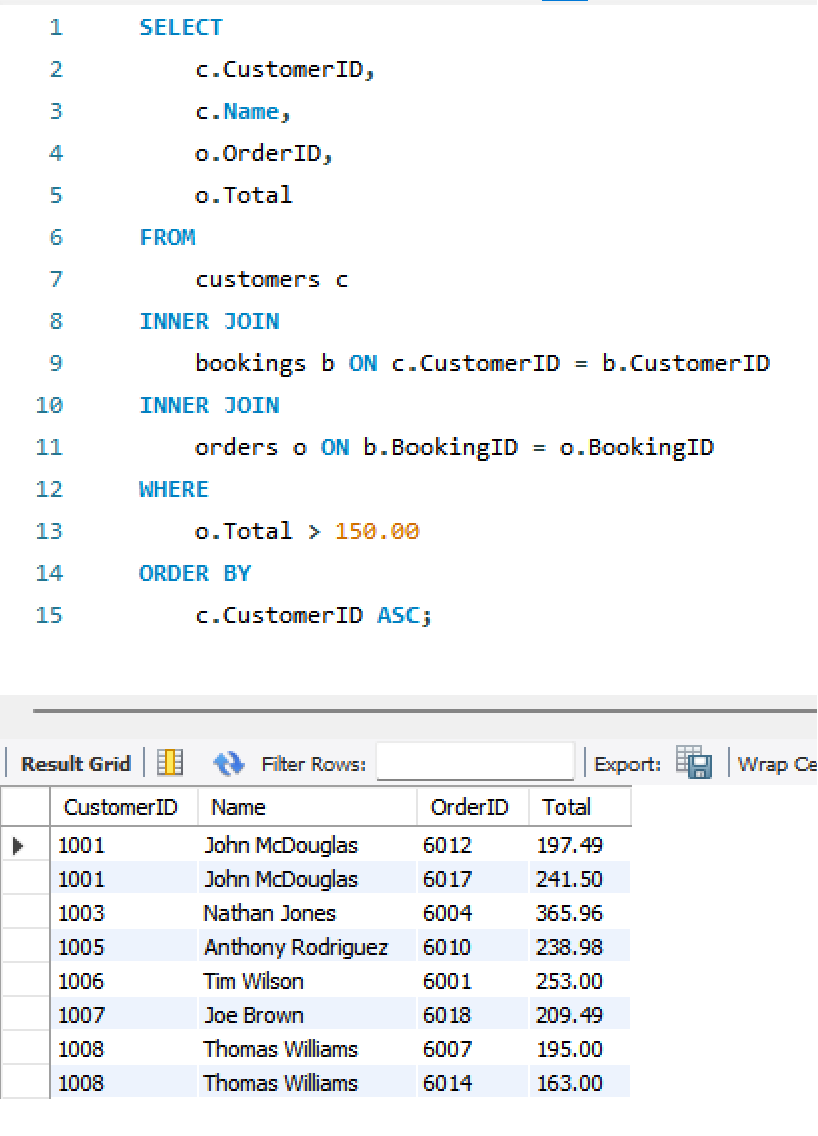 1 SELECT
2 c.CustomerID,
3 c.Name,
4 o.OrderID,
5 o.Total
6 FROM
7 customers c
8 INNER JOIN
9 bookings b ON c.CustomerID = b.CustomerID
10 INNER JOIN
11 orders o ON b.BookingID = o.BookingID
12 WHERE
13 o.Total > 150.00
14 ORDER BY
15 c.CustomerID ASC;
Result Grid Filter Rows: Export: Wrap Ce
CustomerID Name OrderID Total
1001 John McDouglas 6012 197.49
1001 John McDouglas 6017 241.50
1003 Nathan Jones 6004 365.96
1005 Anthony Rodriguez 6010 238.98
1006 Tim Wilson 6001 253.00
1007 Joe Brown 6018 209.49
1008 Thomas Williams 6007 195.00
1008 Thomas Williams 6014 163.00